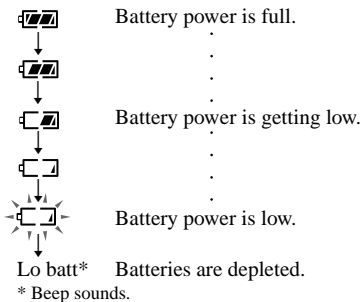 Battery power is full.
Battery power is getting low.
Battery power is low.
Lo batt* Batteries are depleted.
* Beep sounds.